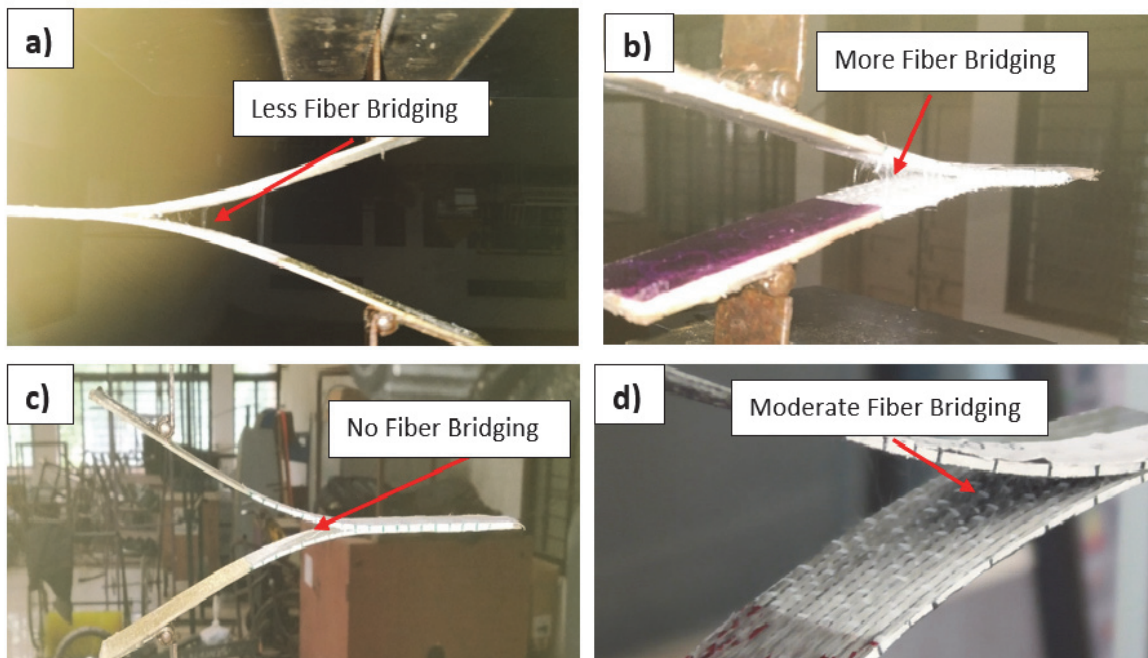 a)
Less Fiber Bridging
b)
More Fiber Bridging
c)
No Fiber Bridging
d)
Moderate Fiber Bridging